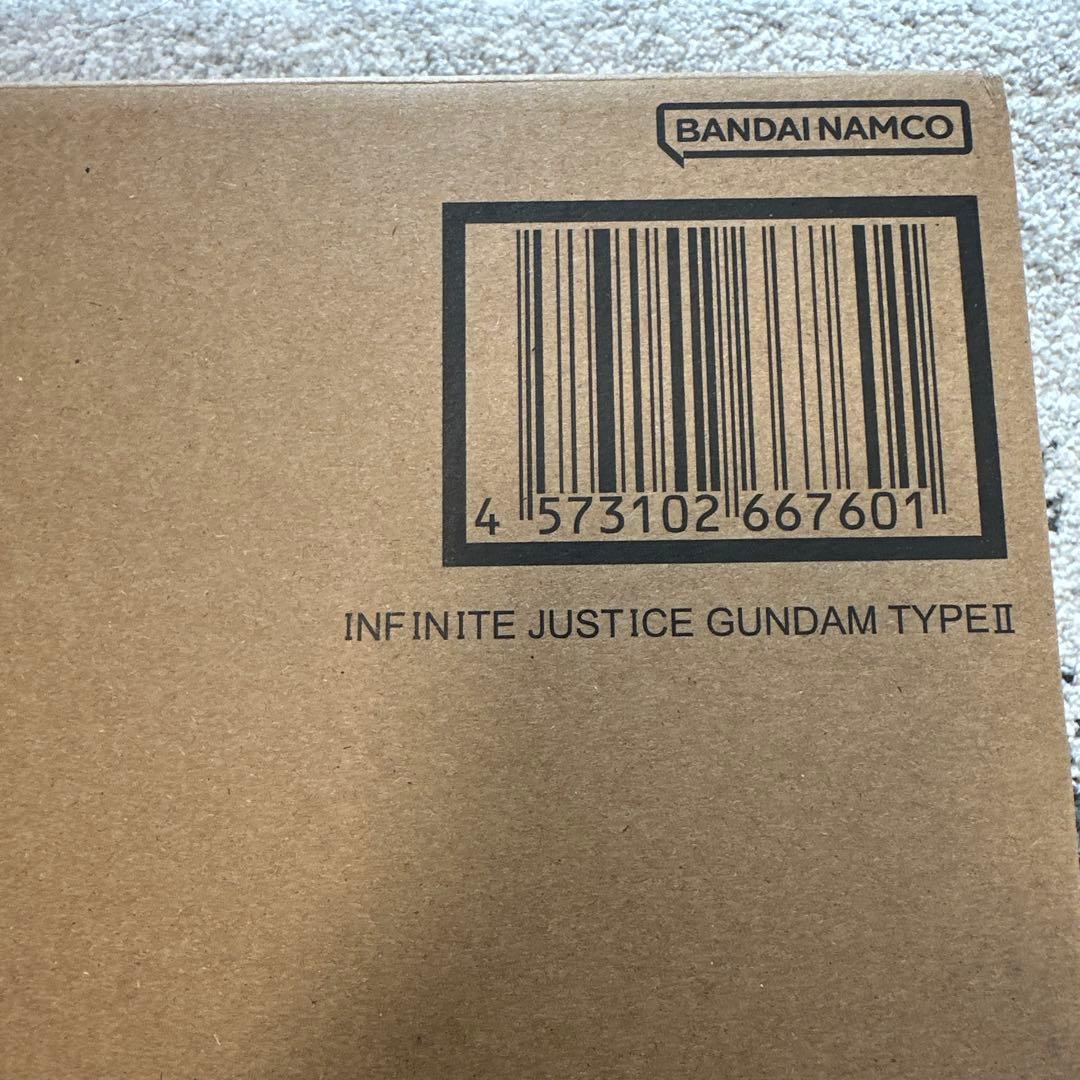 BANDAI NAMCO
4 573102 667601
INFINITE JUSTICE GUNDAM TYPEⅡ